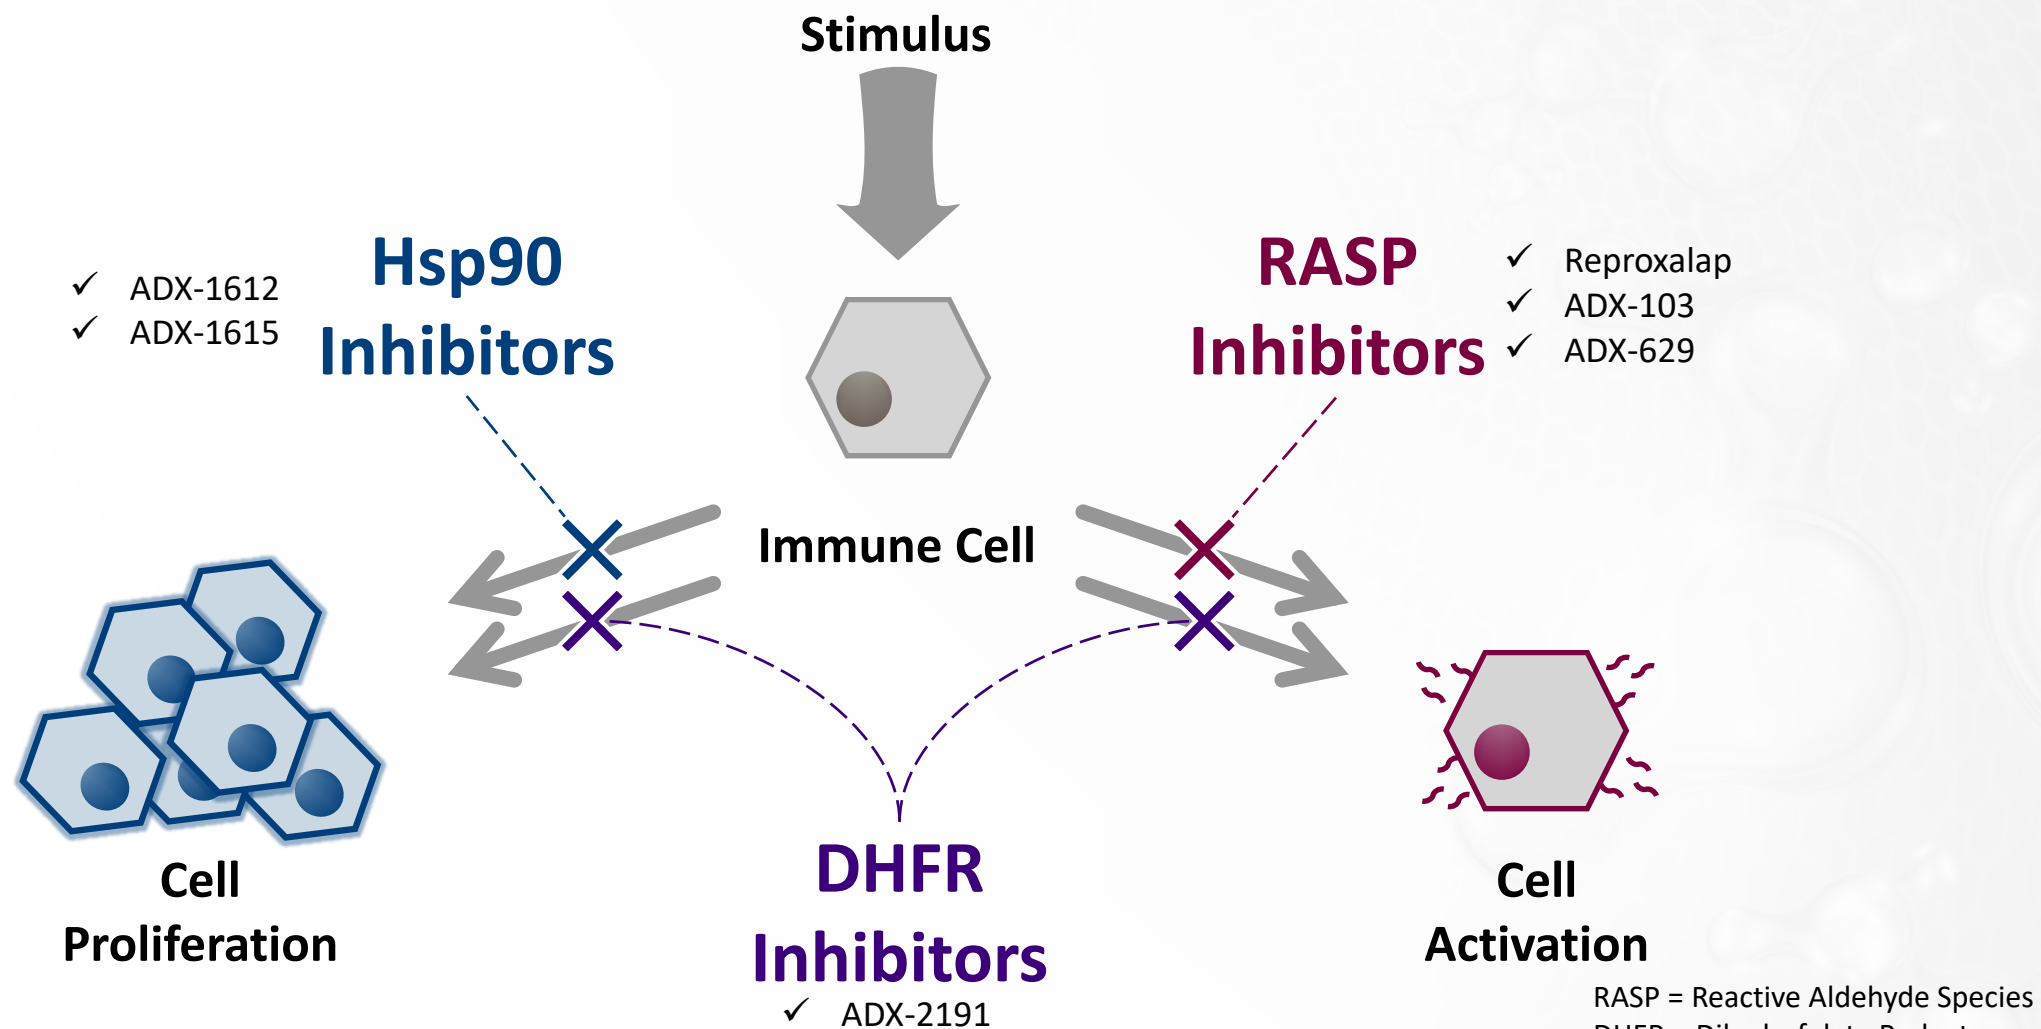 Stimulus
Hsp90
Inhibitors
✓ ADX-1612
✓ ADX-1615
RASP
Inhibitors
✓ Reproxalap
✓ ADX-103
✓ ADX-629
Immune Cell
Cell
Proliferation
DHFR
Inhibitors
✓ ADX-2191
Cell
Activation
RASP = Reactive Aldehyde Species